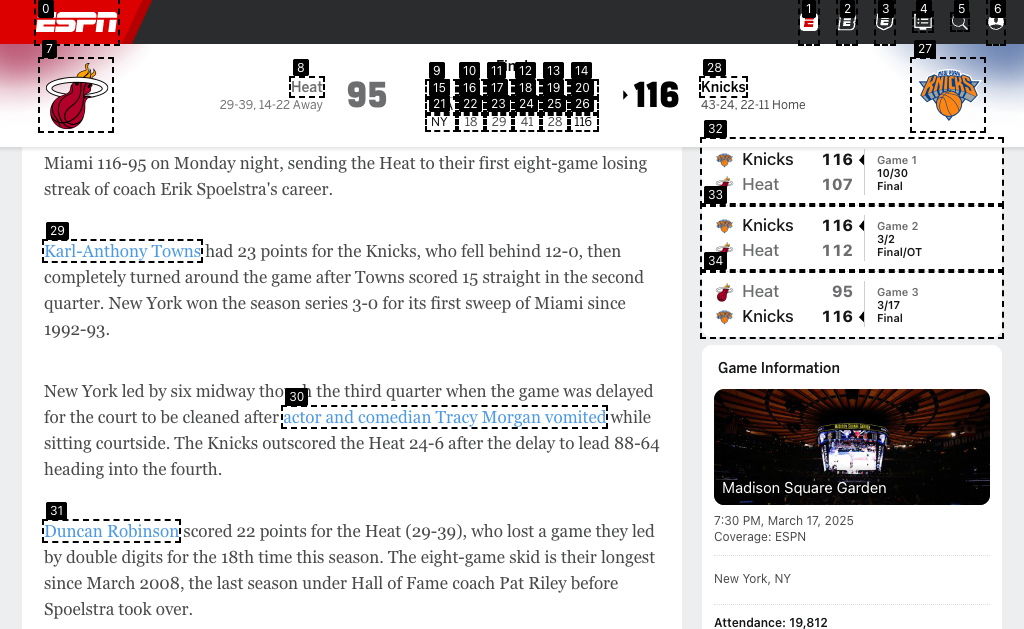 ESPN
0
1
2
3
4
5
6
7
8
Heat
29-39, 14-22 Away
95
9 10 11 12 13 14
15 16 17 18 19 20
21 22 23 24 25 26
NY 18 29 41 28 116
116
28
Knicks
43-24, 22-11 Home
27
Miami 116-95 on Monday night, sending the Heat to their first eight-game losing
streak of coach Erik Spoelstra's career.
29
Karl-Anthony Towns had 23 points for the Knicks, who fell behind 12-0, then
completely turned around the game after Towns scored 15 straight in the second
quarter. New York won the season series 3-0 for its first sweep of Miami since
1992-93.
New York led by six midway through the third quarter when the game was delayed
30
for the court to be cleaned after actor and comedian Tracy Morgan vomited while
sitting courtside. The Knicks outscored the Heat 24-6 after the delay to lead 88-64
heading into the fourth.
31
Duncan Robinson scored 22 points for the Heat (29-39), who lost a game they led
by double digits for the 18th time this season. The eight-game skid is their longest
since March 2008, the last season under Hall of Fame coach Pat Riley before
Spoelstra took over.
32
Knicks 116 Game 1
10/30
Heat 107 Final
33
Knicks 116 Game 2
3/2
Heat 112 Final/OT
34
Heat 95 Game 3
3/17
Knicks 116 Final
Game Information
Madison Square Garden
7:30 PM, March 17, 2025
Coverage: ESPN
New York, NY
Attendance: 19,812